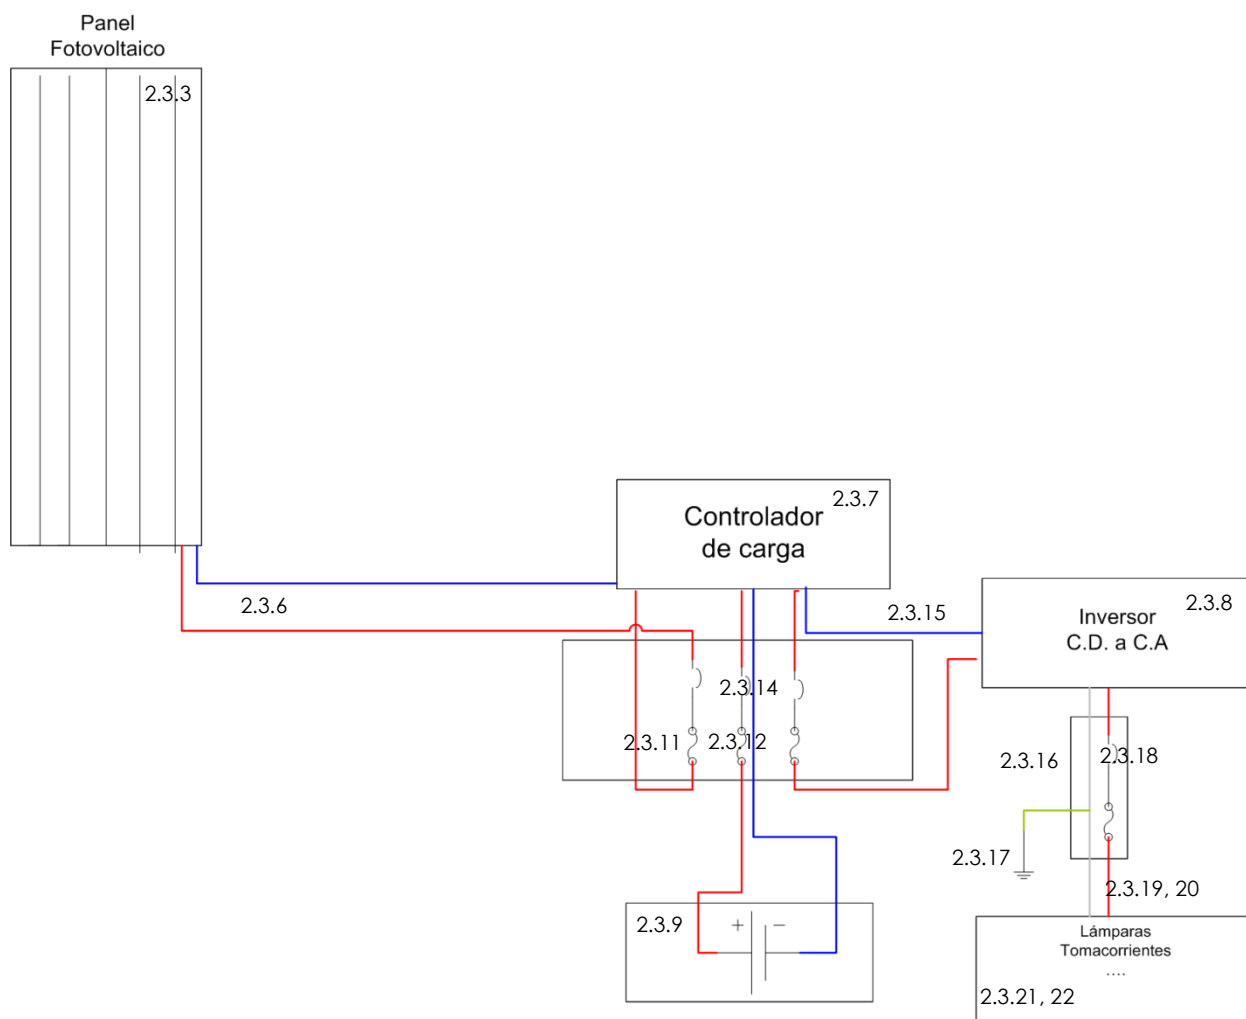 Panel
Fotovoltaico
2.3.3
2.3.7
Controlador
de carga
2.3.6
2.3.15
2.3.8
Inversor
C.D. a C.A
2.3.14
2.3.11
2.3.12
2.3.16
2.3.18
2.3.17
2.3.19, 20
2.3.9
+
−
Lámparas
Tomacorrientes
....
2.3.21, 22